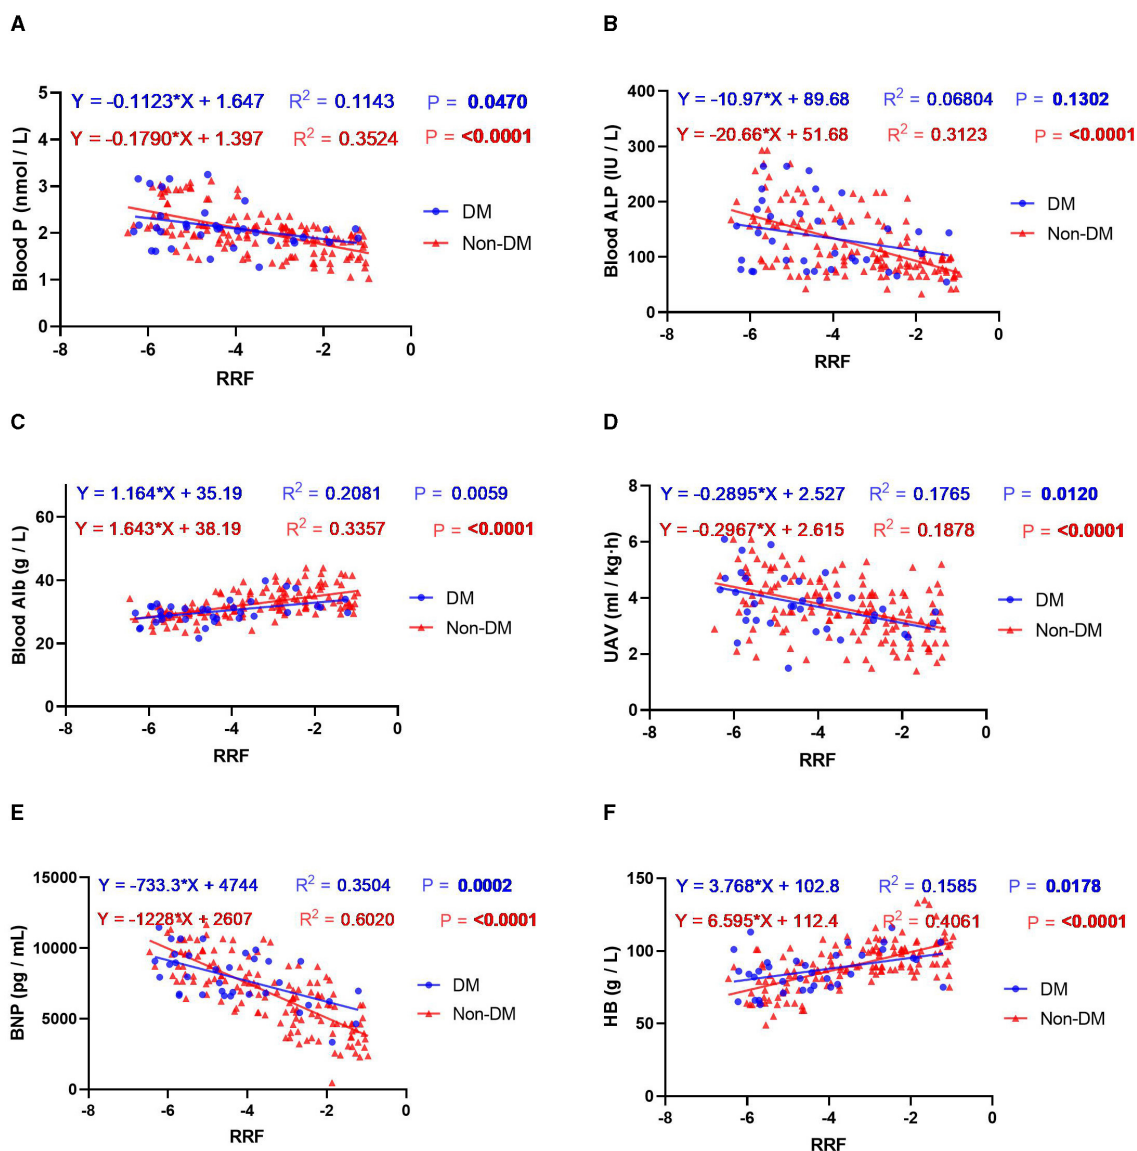 A
Y = -0.1123*X + 1.647 R2 = 0.1143 P = 0.0470
Y = -0.1790*X + 1.397 R2 = 0.3524 P = <0.0001
Blood P (nmol / L)
5
4
3
2
1
0
-8 -6 -4 -2 0
RRF
DM
Non-DM
B
Y = -10.97*X + 89.68 R2 = 0.06804 P = 0.1302
Y = -20.66*X + 51.68 R2 = 0.3123 P = <0.0001
Blood ALP (IU / L)
400
300
200
100
0
-8 -6 -4 -2 0
RRF
DM
Non-DM
C
Y = 1.164*X + 35.19 R2 = 0.2081 P = 0.0059
Y = 1.643*X + 38.19 R2 = 0.3357 P = <0.0001
Blood Alb (g / L)
60
40
20
0
-8 -6 -4 -2 0
RRF
DM
Non-DM
D
Y = -0.2895*X + 2.527 R2 = 0.1765 P = 0.0120
Y = -0.2967*X + 2.615 R2 = 0.1878 P = <0.0001
UAV (ml / kg·h)
8
6
4
2
0
-8 -6 -4 -2 0
RRF
DM
Non-DM
E
Y = -733.3*X + 4744 R2 = 0.3504 P = 0.0002
Y = -1228*X + 2607 R2 = 0.6020 P = <0.0001
BNP (pg / mL)
15000
10000
5000
0
-8 -6 -4 -2 0
RRF
DM
Non-DM
F
Y = 3.768*X + 102.8 R2 = 0.1585 P = 0.0178
Y = 6.595*X + 112.4 R2 = 0.4061 P = <0.0001
HB (g / L)
150
100
50
0
-8 -6 -4 -2 0
RRF
DM
Non-DM